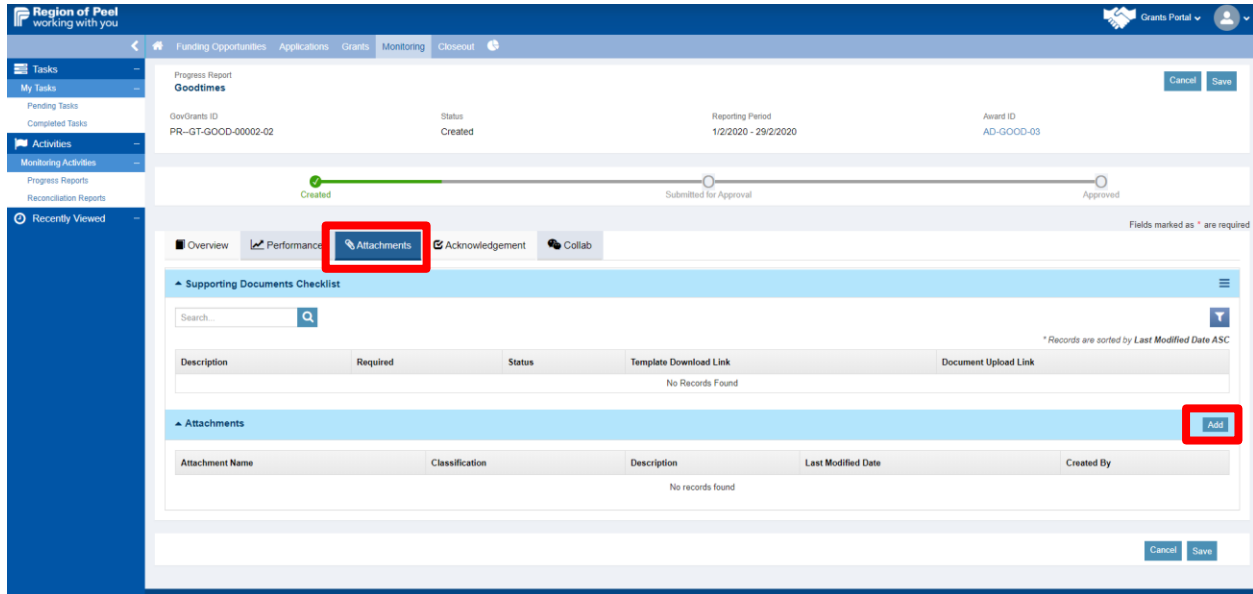 Region of Peel
working with you
Grants Portal
Funding Opportunities Applications Grants Monitoring Closeout
Tasks
My Tasks
Pending Tasks
Completed Tasks
Activities
Monitoring Activities
Progress Reports
Reconciliation Reports
Recently Viewed
Progress Report
Goodtimes
Cancel Save
GovGrants ID Status Reporting Period Award ID
PR--GT-GOOD-00002-02 Created 1/2/2020 - 29/2/2020 AD-GOOD-03
Created Submitted for Approval Approved
Fields marked as * are required
Overview Performance Attachments Acknowledgement Collab
Supporting Documents Checklist
Search...
* Records are sorted by Last Modified Date ASC
Description Required Status Template Download Link Document Upload Link
No Records Found
Attachments Add
Attachment Name Classification Description Last Modified Date Created By
No records found
Cancel Save